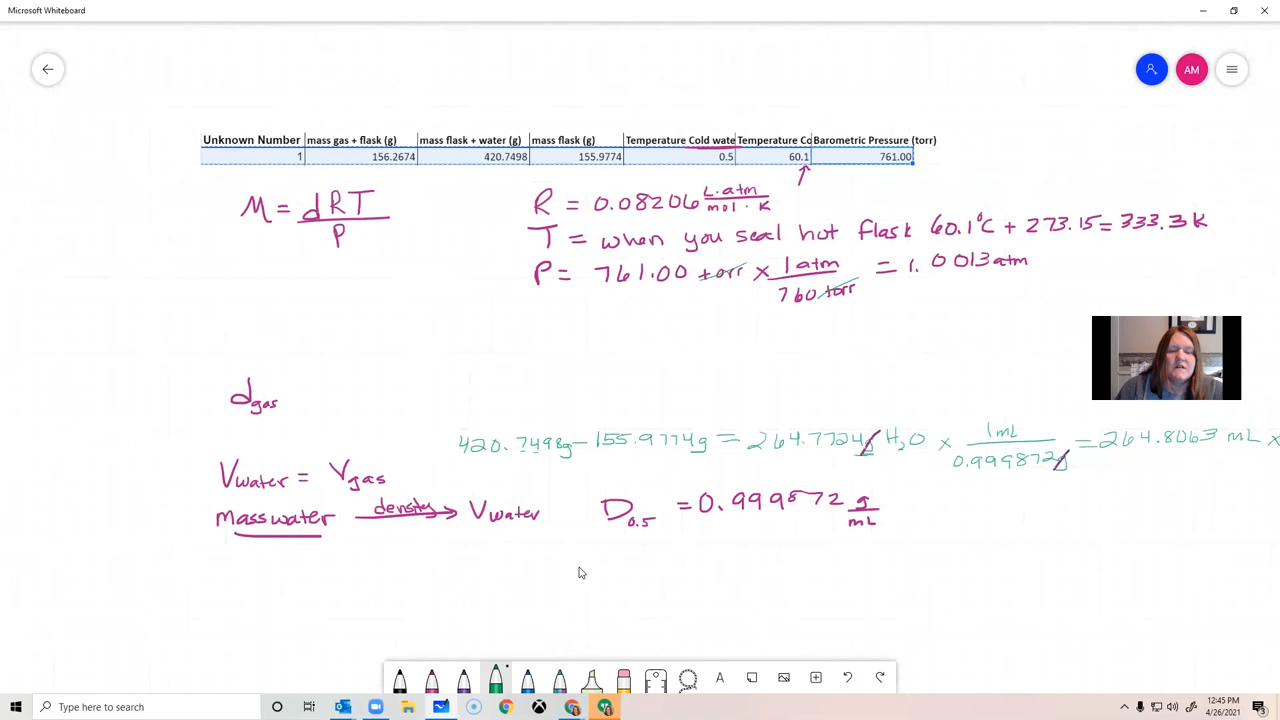 Microsoft Whiteboard
AM
Unknown Number mass gas + flask (g) mass flask + water (g) mass flask (g) Temperature Cold wate Temperature Co Barometric Pressure (torr)
1 156.2674 420.7498 155.9774 0.5 60.1 761.00
M = dRT / P
R = 0.08206 L·atm / mol·K
T = when you seal hot flask 60.1°C + 273.15 = 333.3 K
P = 761.00 torr × 1 atm / 760 torr = 1.0013 atm
dgas
420.7498g - 155.9774g = 264.7724g H2O × 1 mL / 0.999872g = 264.8063 mL ×
Vwater = Vgas
Mass water density → Vwater D0.5 = 0.999872 g / mL
A
Type here to search
12:45 PM
4/26/2021
3